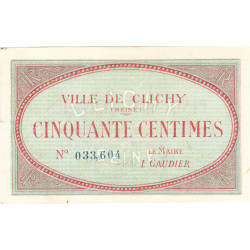 VILLE DE CLICHY
(SEINE)
CINQUANTE CENTIMES
Nº 033,604
LE MAIRE
I. GAUDIER